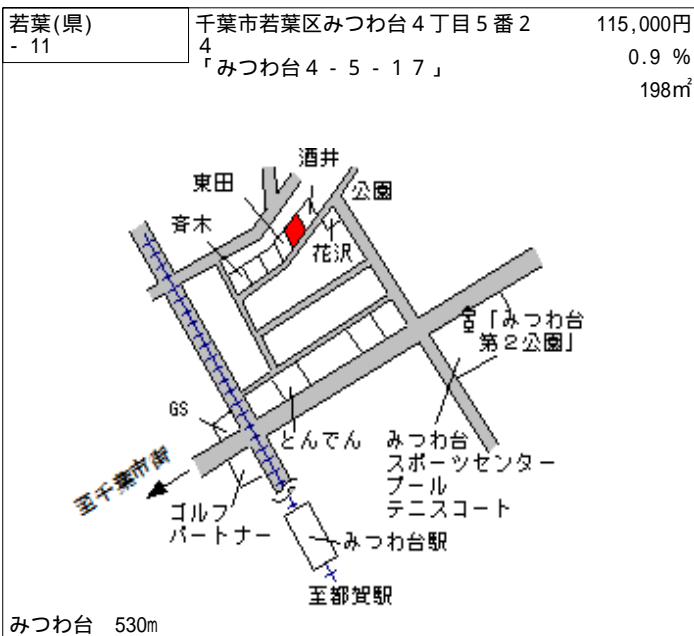 若葉(県)
- 11
千葉市若葉区みつわ台４丁目５番２
４
「みつわ台４－５－１７」
115,000円
0.9 %
198㎡
酒井
東田
公園
斉木
花沢
「みつわ台
第２公園」
GS
とんでん
みつわ台
スポーツセンター
プール
テニスコート
至千葉市街
ゴルフ
パートナー
みつわ台駅
至都賀駅
みつわ台　530m